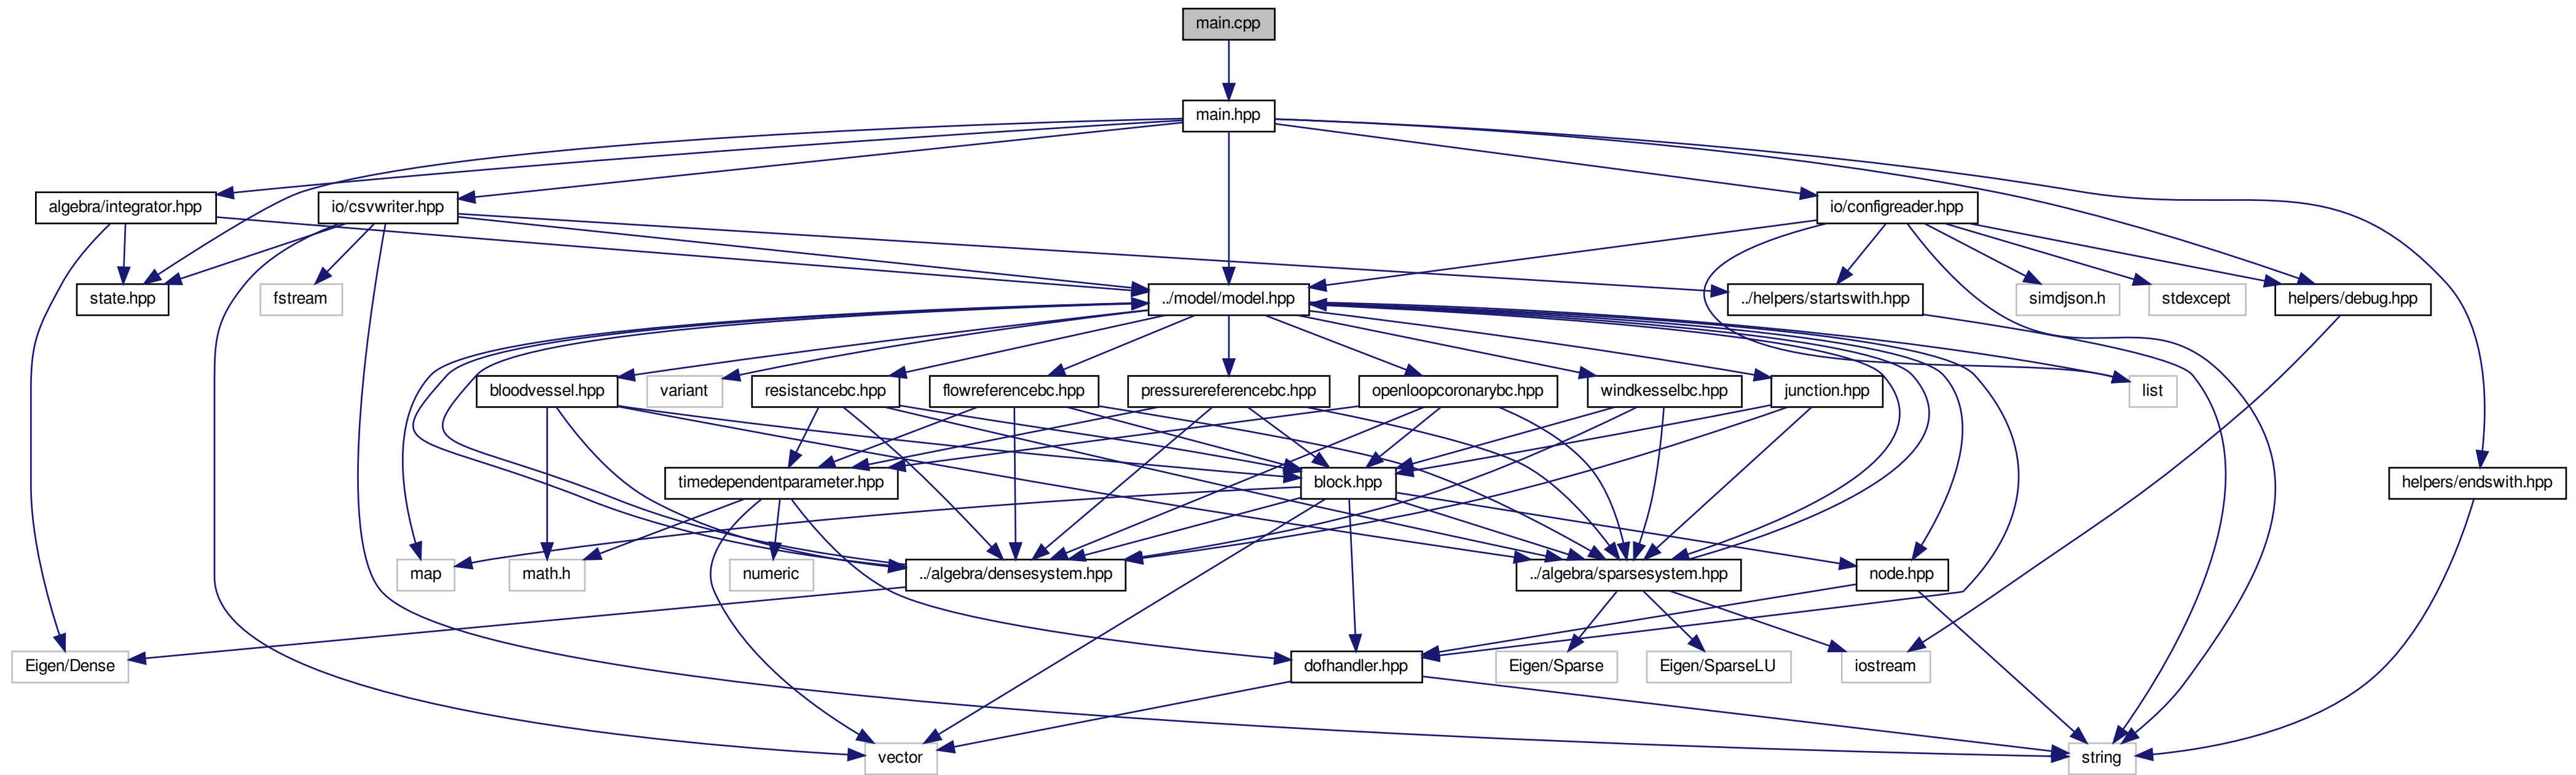 main.cpp
main.hpp
algebra/integrator.hpp
io/csvwriter.hpp
io/configreader.hpp
state.hpp
fstream
../model/model.hpp
../helpers/startswith.hpp
simdjson.h
stdexcept
helpers/debug.hpp
bloodvessel.hpp
variant
resistancebc.hpp
flowreferencebc.hpp
pressurereferencebc.hpp
openloopcoronarybc.hpp
windkesselbc.hpp
junction.hpp
list
timedependentparameter.hpp
block.hpp
helpers/endswith.hpp
map
math.h
numeric
../algebra/densesystem.hpp
../algebra/sparsesystem.hpp
node.hpp
Eigen/Dense
dofhandler.hpp
Eigen/Sparse
Eigen/SparseLU
iostream
vector
string